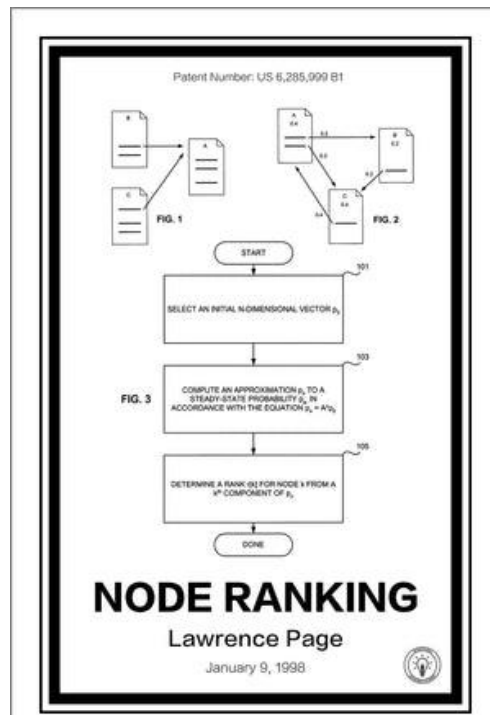 Patent Number: US 6,285,999 B1
B
A
C
FIG. 1
A
0.4
0.2
B
0.2
0.2
0.2
C
0.4
0.4
FIG. 2
START
101
SELECT AN INITIAL N-DIMENSIONAL VECTOR p₀
103
FIG. 3
COMPUTE AN APPROXIMATION pₙ TO A
STEADY-STATE PROBABILITY p∞ IN
ACCORDANCE WITH THE EQUATION pₙ = Aⁿp₀
105
DETERMINE A RANK r[k] FOR NODE k FROM A
kᵗʰ COMPONENT OF pₙ
DONE
NODE RANKING
Lawrence Page
January 9, 1998